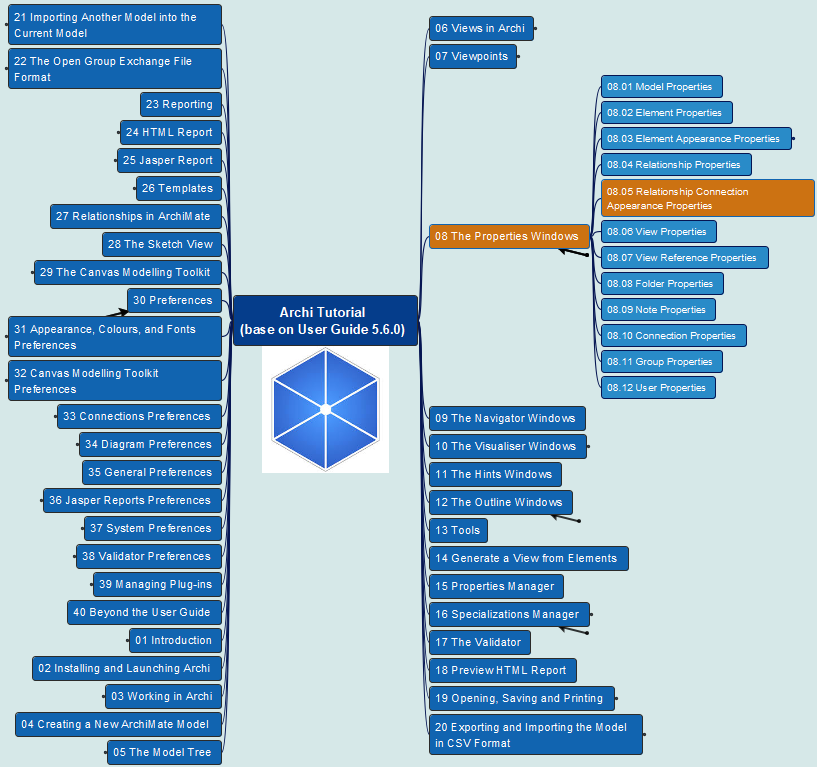 21 Importing Another Model into the
Current Model
22 The Open Group Exchange File
Format
23 Reporting
24 HTML Report
25 Jasper Report
26 Templates
27 Relationships in ArchiMate
28 The Sketch View
29 The Canvas Modelling Toolkit
30 Preferences
31 Appearance, Colours, and Fonts
Preferences
32 Canvas Modelling Toolkit
Preferences
33 Connections Preferences
34 Diagram Preferences
35 General Preferences
36 Jasper Reports Preferences
37 System Preferences
38 Validator Preferences
39 Managing Plug-ins
40 Beyond the User Guide
01 Introduction
02 Installing and Launching Archi
03 Working in Archi
04 Creating a New ArchiMate Model
05 The Model Tree
Archi Tutorial
(base on User Guide 5.6.0)
06 Views in Archi
07 Viewpoints
08 The Properties Windows
08.01 Model Properties
08.02 Element Properties
08.03 Element Appearance Properties
08.04 Relationship Properties
08.05 Relationship Connection
Appearance Properties
08.06 View Properties
08.07 View Reference Properties
08.08 Folder Properties
08.09 Note Properties
08.10 Connection Properties
08.11 Group Properties
08.12 User Properties
09 The Navigator Windows
10 The Visualiser Windows
11 The Hints Windows
12 The Outline Windows
13 Tools
14 Generate a View from Elements
15 Properties Manager
16 Specializations Manager
17 The Validator
18 Preview HTML Report
19 Opening, Saving and Printing
20 Exporting and Importing the Model
in CSV Format